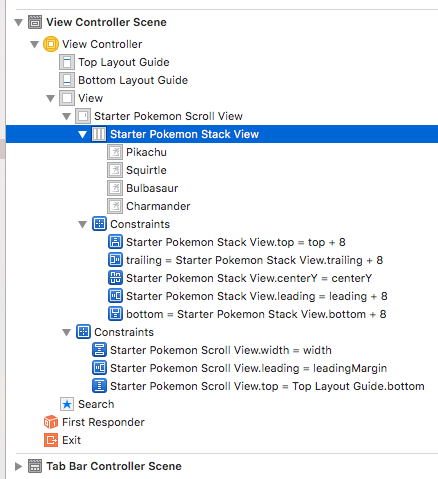 View Controller Scene
View Controller
Top Layout Guide
Bottom Layout Guide
View
Starter Pokemon Scroll View
Starter Pokemon Stack View
Pikachu
Squirtle
Bulbasaur
Charmander
Constraints
Starter Pokemon Stack View.top = top + 8
trailing = Starter Pokemon Stack View.trailing + 8
Starter Pokemon Stack View.centerY = centerY
Starter Pokemon Stack View.leading = leading + 8
bottom = Starter Pokemon Stack View.bottom + 8
Constraints
Starter Pokemon Scroll View.width = width
Starter Pokemon Scroll View.leading = leadingMargin
Starter Pokemon Scroll View.top = Top Layout Guide.bottom
Search
First Responder
Exit
Tab Bar Controller Scene